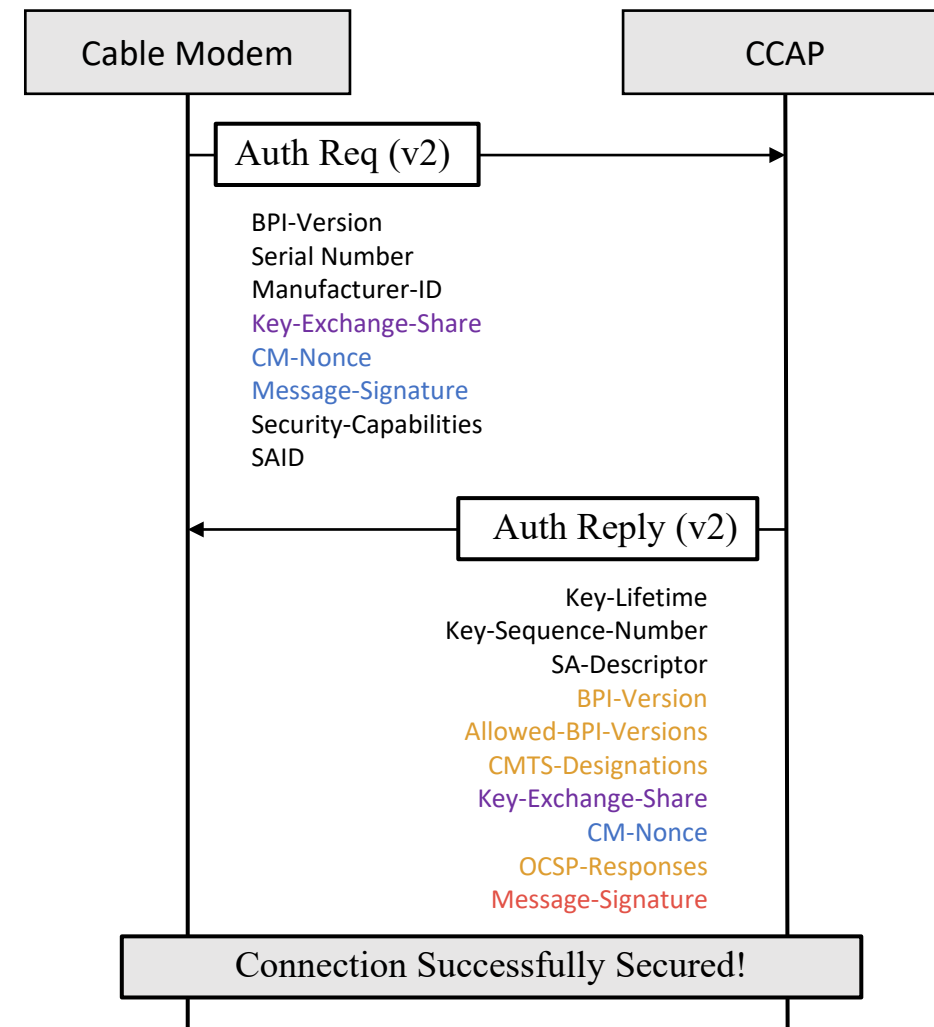 Cable Modem
CCAP
Auth Req (v2)
BPI-Version
Serial Number
Manufacturer-ID
Key-Exchange-Share
CM-Nonce
Message-Signature
Security-Capabilities
SAID
Auth Reply (v2)
Key-Lifetime
Key-Sequence-Number
SA-Descriptor
BPI-Version
Allowed-BPI-Versions
CMTS-Designations
Key-Exchange-Share
CM-Nonce
OCSP-Responses
Message-Signature
Connection Successfully Secured!